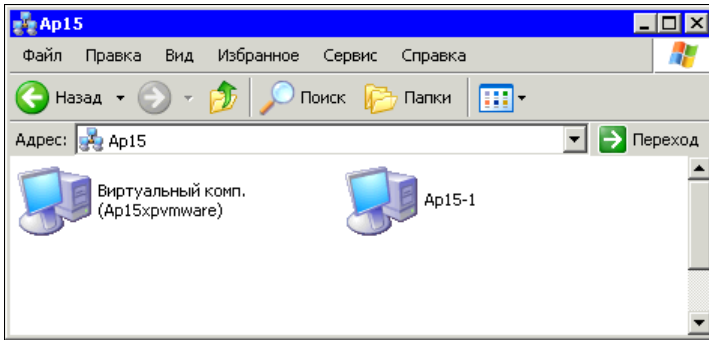 Ap15
Файл Правка Вид Избранное Сервис Справка
Назад Поиск Папки
Адрес: Ap15 Переход
Виртуальный комп.
(Ap15xpvmware)
Ap15-1